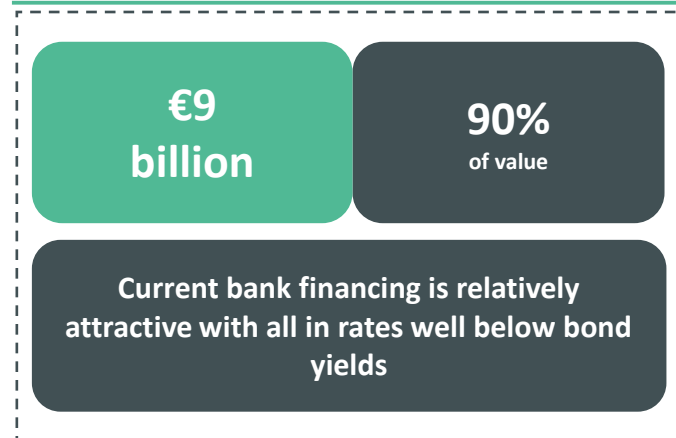 €9
billion
90%
of value
Current bank financing is relatively
attractive with all in rates well below bond
yields